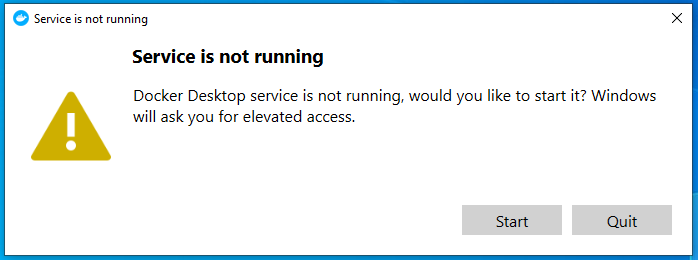 Service is not running
Service is not running
Docker Desktop service is not running, would you like to start it? Windows
will ask you for elevated access.
Start
Quit